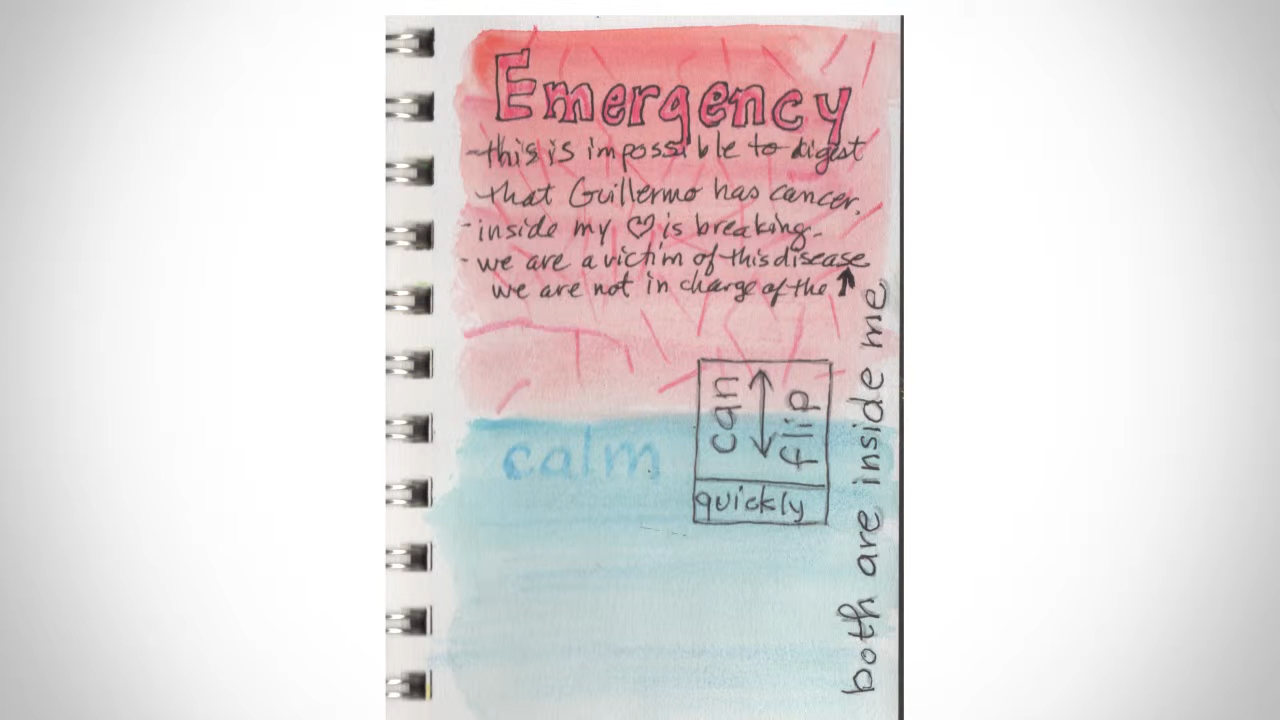 Emergency
-this is impossible to digest
that Guillermo has cancer.
- inside my ♡ is breaking.
- we are a victim of this disease
we are not in charge of the ↑
calm
can ↔ flip
quickly
both are inside me